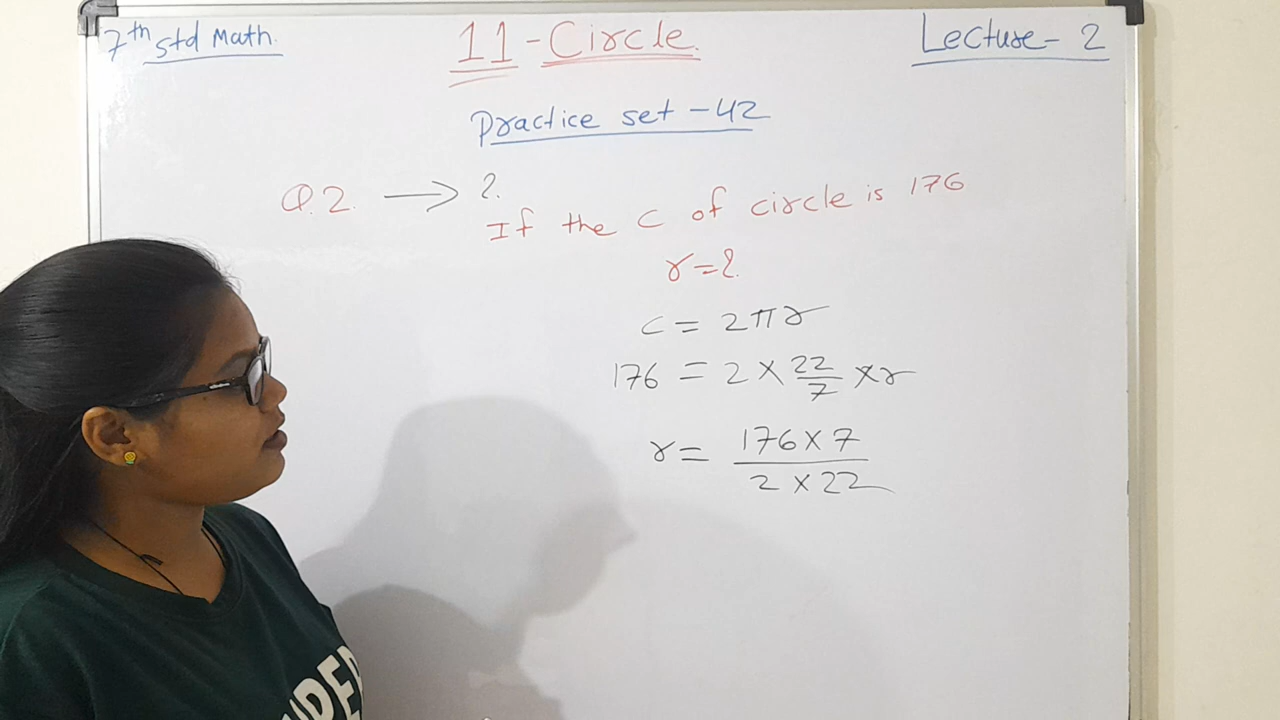 7th Std Math.
11 - Circle.
Lecture - 2
Practice set - 42
Q.2. → 2.
If the C of circle is 176
r = ?
C = 2πr
176 = 2 × 22/7 × r
r = 176 × 7 / 2 × 22